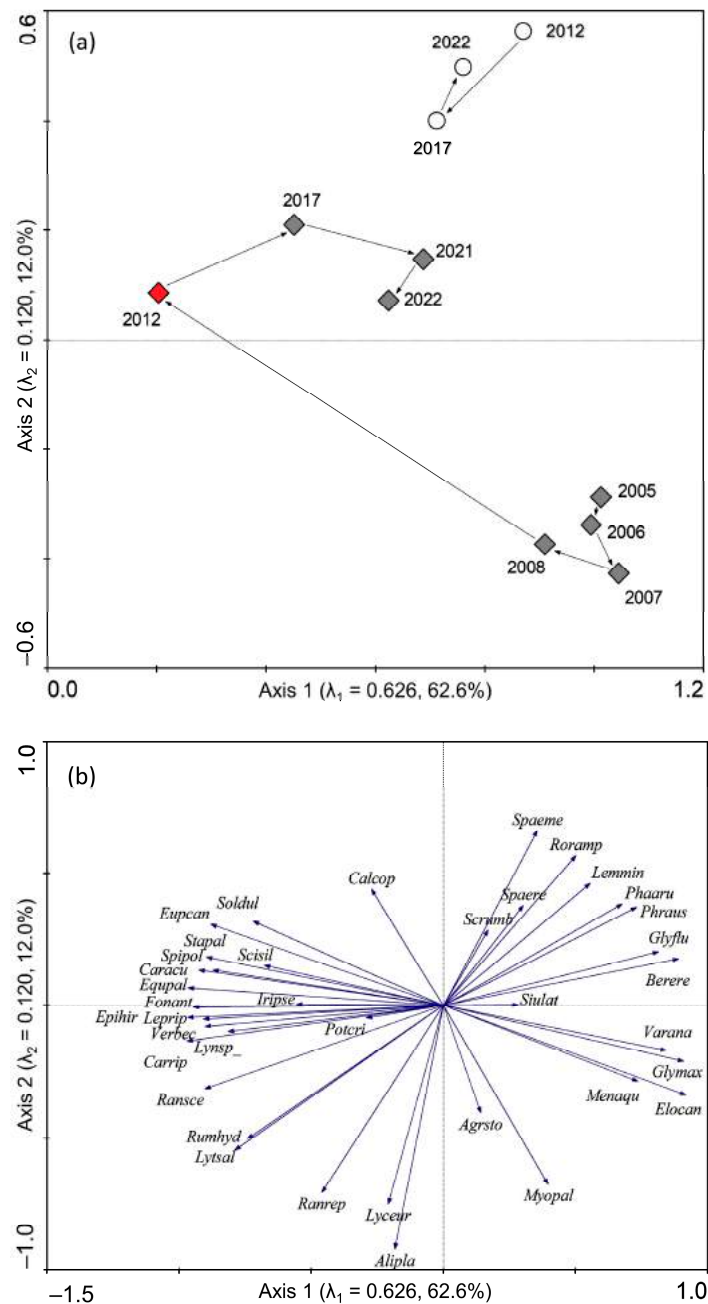 (a)
0.6
2022
2012
2017
2017
2021
2022
2012
2005
2006
2008
2007
Axis 2 (λ2 = 0.120, 12.0%)
–0.6
0.0
Axis 1 (λ1 = 0.626, 62.6%)
1.2
(b)
1.0
Spaeme
Roramp
Calcop
Lemmin
Soldul
Spaere
Phaaru
Eupcan
Phraus
Scrumb
Stapal
Glyflu
Spipol
Scisil
Caracu
Berere
Equpal
Fonant
Iripse
Siulat
Epihir
Leprip
Verbec
Potcri
Varana
Lynsp_
Carrip
Glymax
Menaqu
Ransce
Elocan
Agrsto
Rumhyd
Lytsal
Myopal
Ranrep
Lyceur
Alipla
Axis 2 (λ2 = 0.120, 12.0%)
–1.0
–1.5
Axis 1 (λ1 = 0.626, 62.6%)
1.0